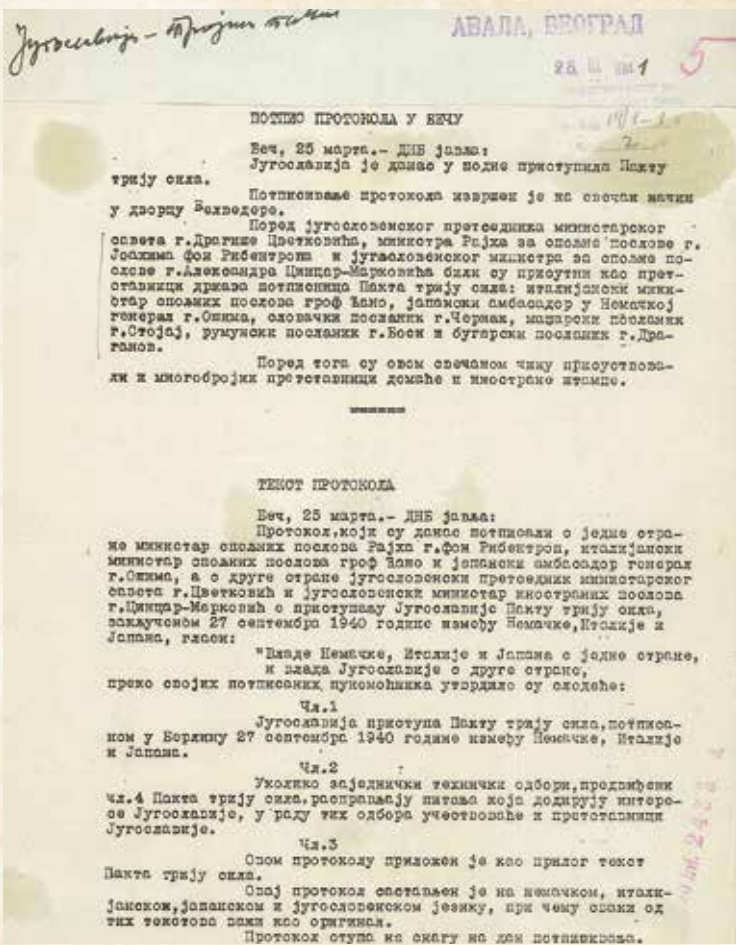 Југославија – Тројни пакт
АВАЛА, БЕОГРАД
5
ПОТПИС ПРОТОКОЛА У БЕЧУ
Беч, 25 марта.- ДНБ јавља:
Југославија је данас у подне приступила Пакту
трију сила.
Потписивање протокола извршен је на свечан начин
у дворцу Белведере.
Поред југословенског претседника министарског
савета г.Драгише Цветковића, министра Рајха за спољне послове г.
Јоахима фон Рибентропа и југословенског министра за спољне по-
слове г.Александра Цинцар-Марковића били су присутни као прет-
ставници држава потписница Пакта трију сила: италијански мини-
стар спољних послова гроф Ћано, јапански амбасадор у Немачкој
генерал г.Ошима, словачки посланик г.Чернак, мађарски посланик
г.Стојај, румунски посланик г.Боси и бугарски посланик г.Дра-
ганов.
Поред тога су овом свечаном чину присуствова-
ли и многобројни претставници домаће и иностране штампе.
ТЕКСТ ПРОТОКОЛА
Беч, 25 марта.- ДНБ јавља:
Протокол,који су данас потписали с једне стра-
не министар спољних послова Рајха г.фон Рибентроп, италијански
министар спољних послова гроф Ћано и јапански амбасадор генерал
г.Ошима, а с друге стране југословенски претседник министарског
савета г.Цветковић и југословенски министар иностраних послова
г.Цинцар-Марковић о приступању Југославије Пакту трију сила,
закљученом 27 септембра 1940 године између Немачке,Италије и
Јапана, гласи:
"Владе Немачке, Италије и Јапана с једне стране,
и влада Југославије с друге стране,
преко својих потписаних пуномоћника утврдиле су следеће:
Чл.1
Југославија приступа Пакту трију сила,потписа-
ном у Берлину 27 септембра 1940 године између Немачке, Италије
и Јапана.
Чл.2
Уколико заједнички технички одбори,предвиђени
чл.4 Пакта трију сила,расправљају питања која додирују интере-
се Југославије, у раду тих одбора учествоваће и претставници
Југославије.
Чл.3
Овом протоколу приложен је као прилог текст
Пакта трију сила.
Овај протокол састављен је на немачком, итали-
јанском,јапанском и југословенском језику, при чему сваки од
тих текстова важи као оригинал.
Протокол ступа на снагу на дан потписивања.